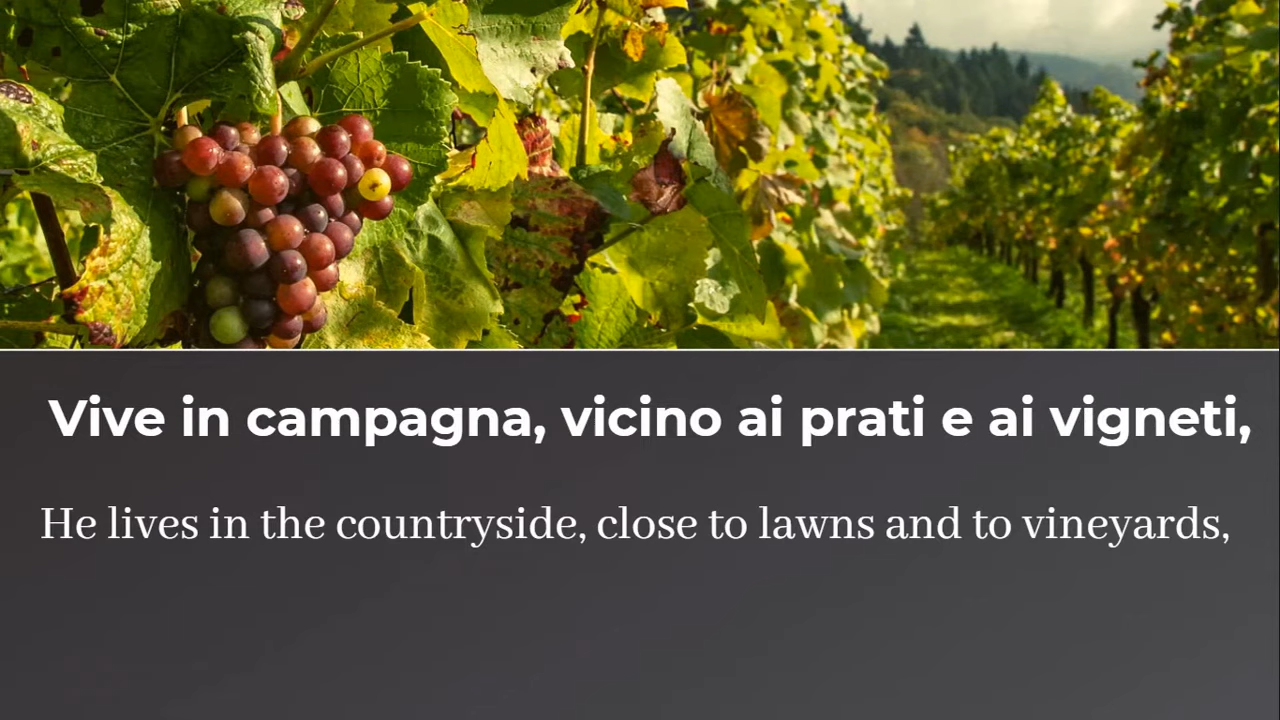 Vive in campagna, vicino ai prati e ai vigneti,
He lives in the countryside, close to lawns and to vineyards,